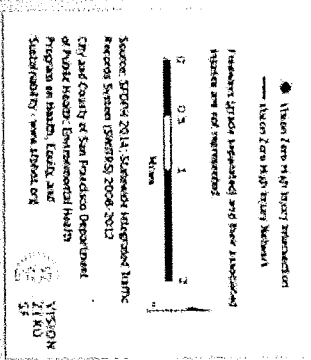 Vision Zero High Injury Intersection
Vision Zero High Injury Network
Freeways (grade separated) and their associated
injuries are not represented
0 0.5 1 2
Miles
Source: SFDPH 2014; Statewide Integrated Traffic
Records System (SWITRS) 2008-2012
City and County of San Francisco Department
of Public Health; Environmental Health
Program on Health, Equity and
Sustainability - www.sfphes.org
VISION
ZERO
SF